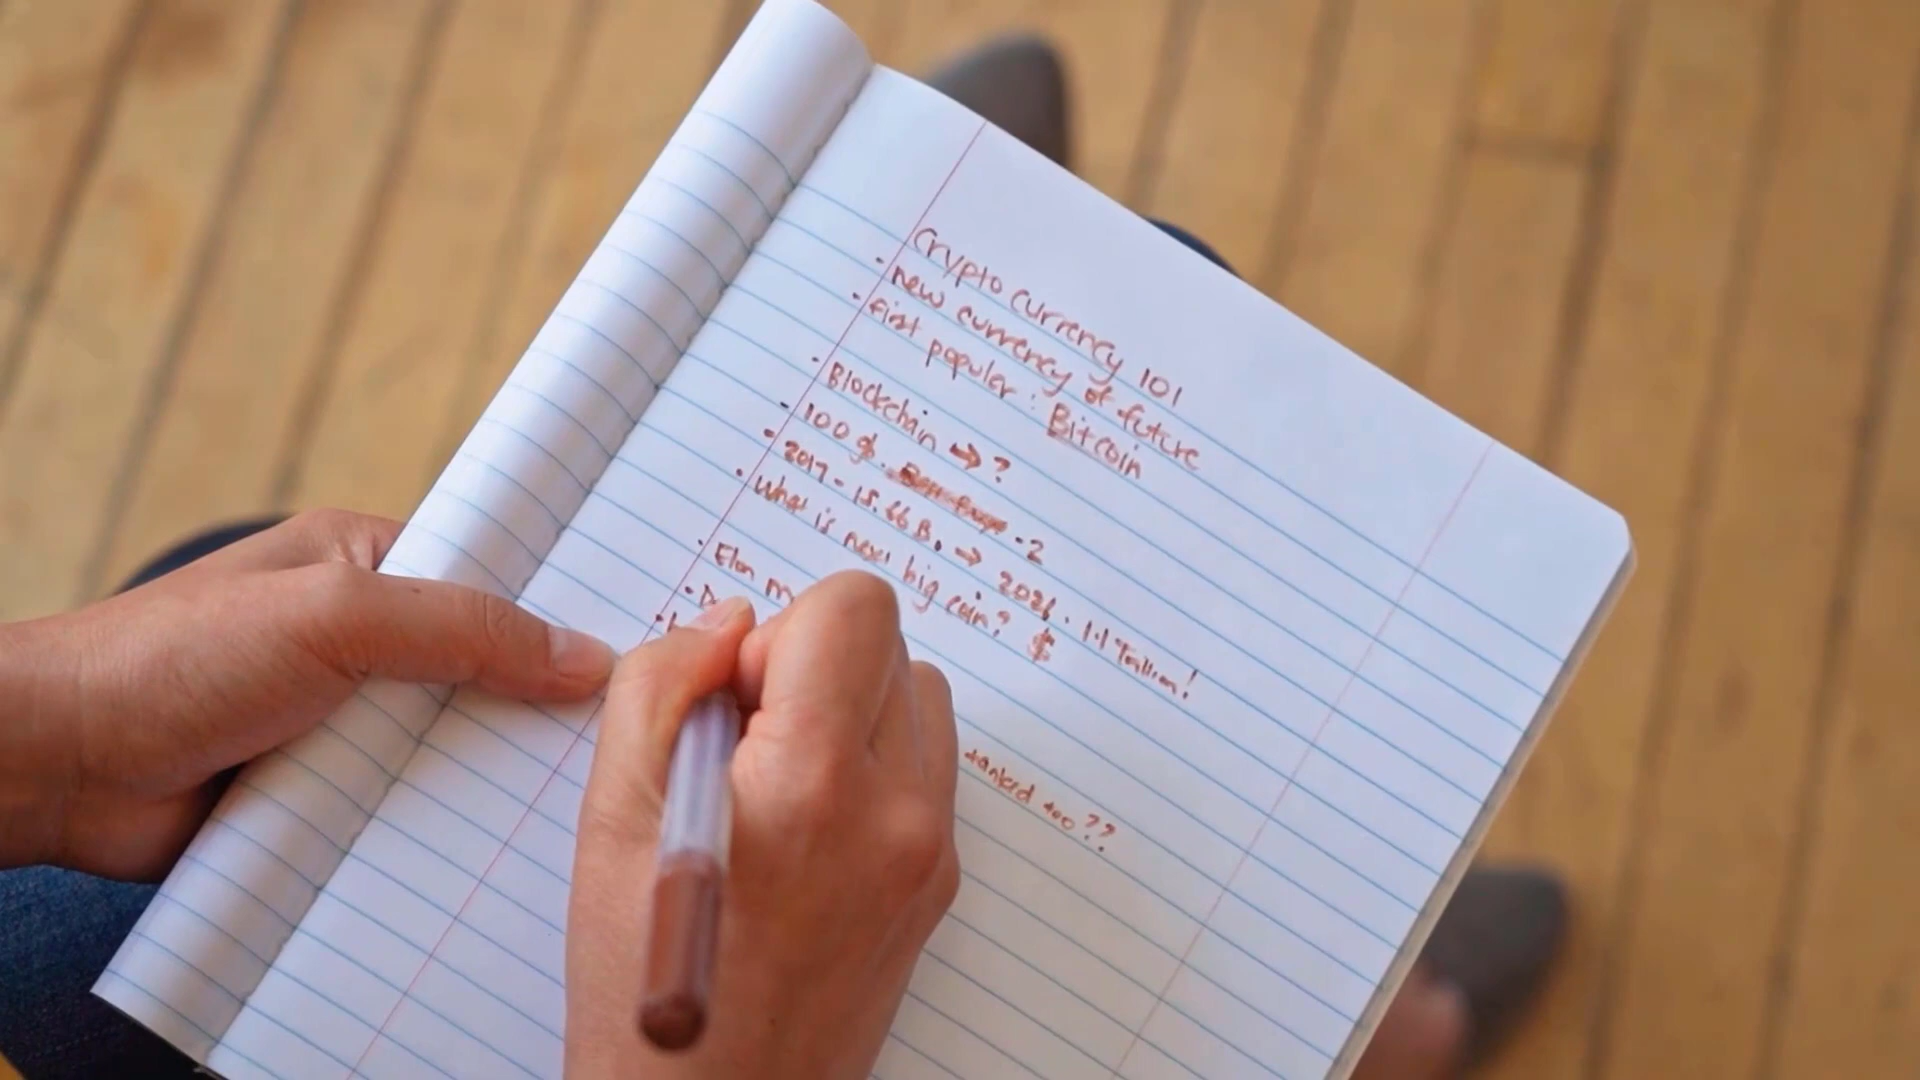 Crypto Currency 101
• new currency of future
• first popular : Bitcoin
• Blockchain → ?
• 100 %. • 2
• 2017 - 15.66 B. → 2026 • 1.1 Trillion!
• What is next big coin? $
• Elon m
tanked too ??